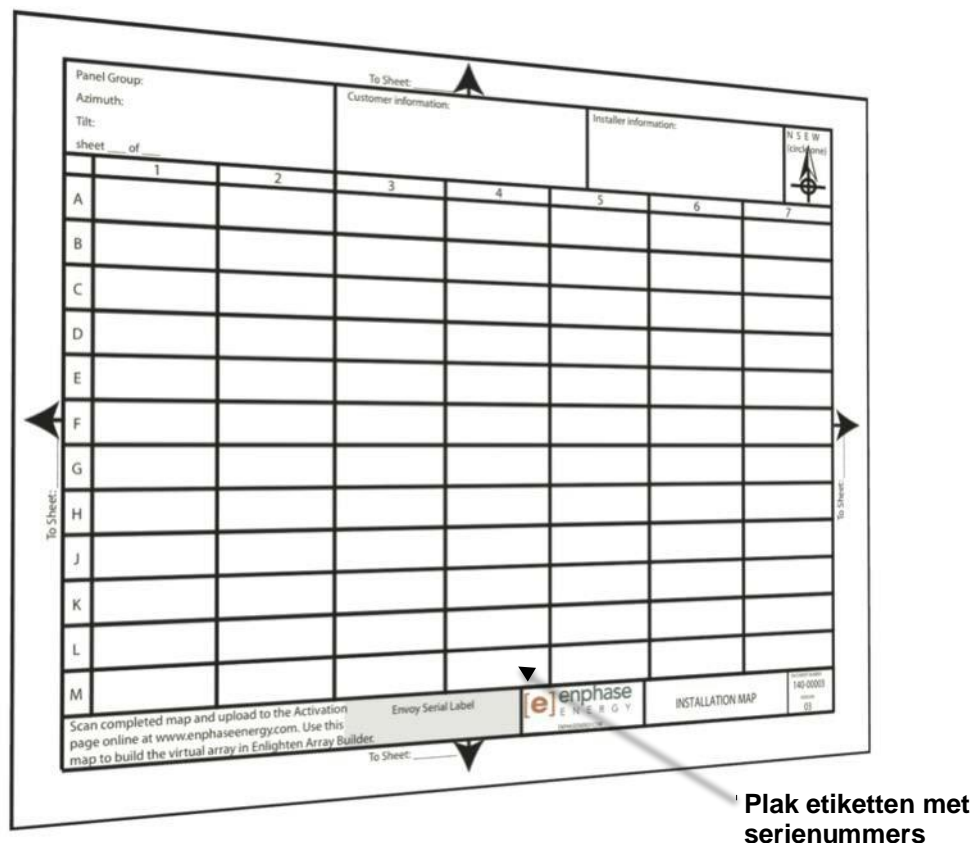 To Sheet:
Panel Group:
Azimuth:
Tilt:
sheet ___ of ___
Customer information:
Installer information:
N S E W
(circle one)
1 2 3 4 5 6 7
A
B
C
D
E
F
G
H
J
K
L
M
To Sheet:
To Sheet:
Scan completed map and upload to the Activation
page online at www.enphaseenergy.com. Use this
map to build the virtual array in Enlighten Array Builder.
Envoy Serial Label
[e] enphase
ENERGY
INSTALLATION MAP
140-00003
03
To Sheet:
Plak etiketten met
serienummers